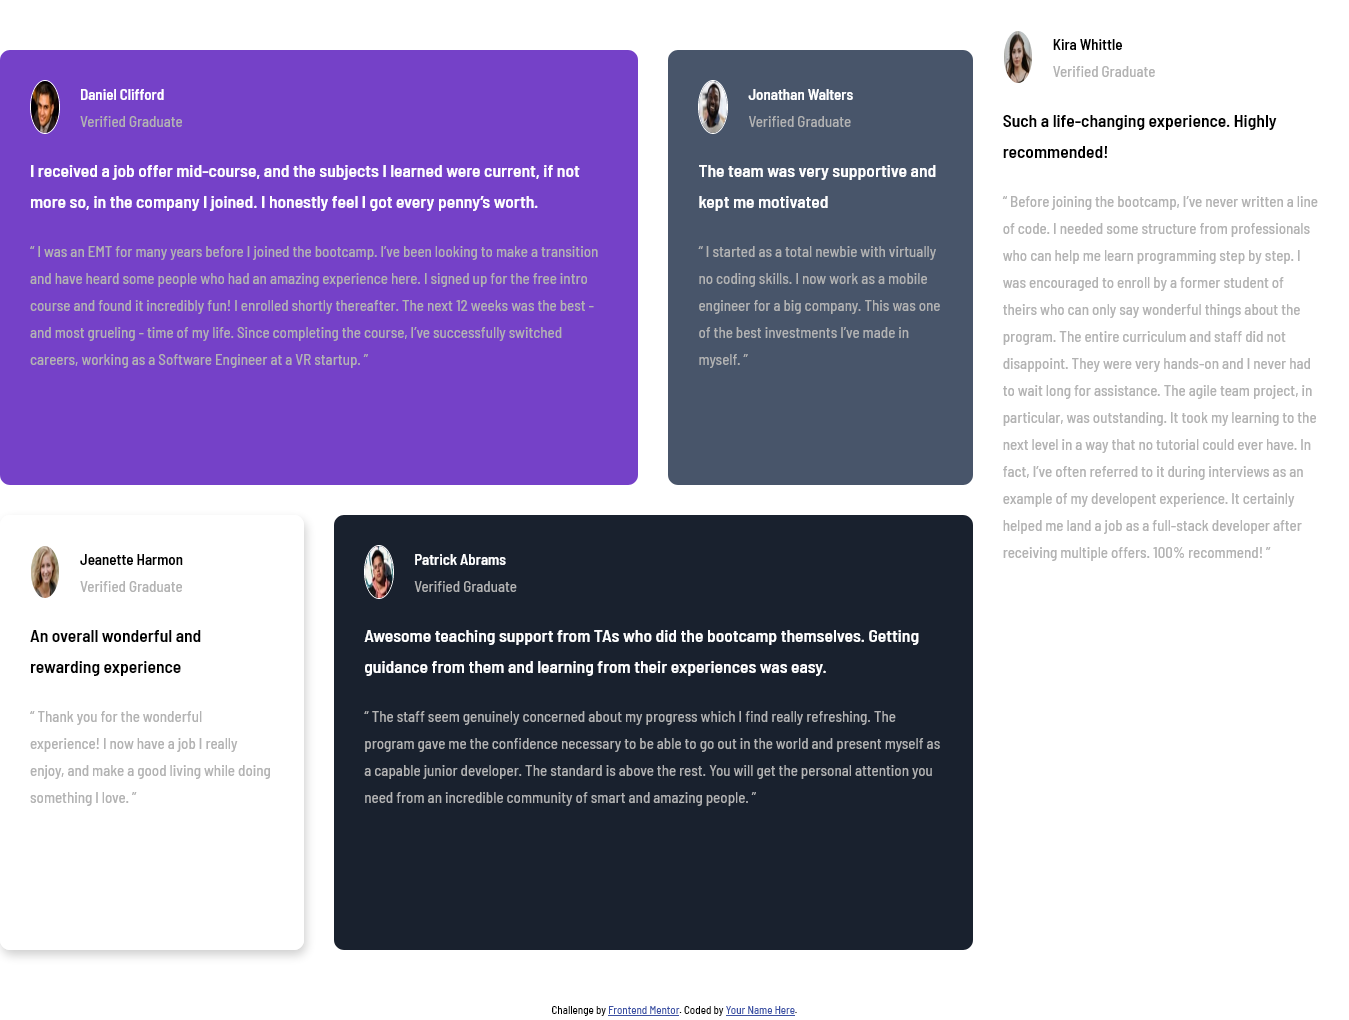 Daniel Clifford
Verified Graduate
I received a job offer mid-course, and the subjects I learned were current, if not
more so, in the company I joined. I honestly feel I got every penny’s worth.
“ I was an EMT for many years before I joined the bootcamp. I’ve been looking to make a transition
and have heard some people who had an amazing experience here. I signed up for the free intro
course and found it incredibly fun! I enrolled shortly thereafter. The next 12 weeks was the best -
and most grueling - time of my life. Since completing the course, I’ve successfully switched
careers, working as a Software Engineer at a VR startup. ”
Jonathan Walters
Verified Graduate
The team was very supportive and
kept me motivated
“ I started as a total newbie with virtually
no coding skills. I now work as a mobile
engineer for a big company. This was one
of the best investments I’ve made in
myself. ”
Kira Whittle
Verified Graduate
Such a life-changing experience. Highly
recommended!
“ Before joining the bootcamp, I’ve never written a line
of code. I needed some structure from professionals
who can help me learn programming step by step. I
was encouraged to enroll by a former student of
theirs who can only say wonderful things about the
program. The entire curriculum and staff did not
disappoint. They were very hands-on and I never had
to wait long for assistance. The agile team project, in
particular, was outstanding. It took my learning to the
next level in a way that no tutorial could ever have. In
fact, I’ve often referred to it during interviews as an
example of my developent experience. It certainly
helped me land a job as a full-stack developer after
receiving multiple offers. 100% recommend! ”
Jeanette Harmon
Verified Graduate
An overall wonderful and
rewarding experience
“ Thank you for the wonderful
experience! I now have a job I really
enjoy, and make a good living while doing
something I love. ”
Patrick Abrams
Verified Graduate
Awesome teaching support from TAs who did the bootcamp themselves. Getting
guidance from them and learning from their experiences was easy.
“ The staff seem genuinely concerned about my progress which I find really refreshing. The
program gave me the confidence necessary to be able to go out in the world and present myself as
a capable junior developer. The standard is above the rest. You will get the personal attention you
need from an incredible community of smart and amazing people. ”
Challenge by Frontend Mentor. Coded by Your Name Here.